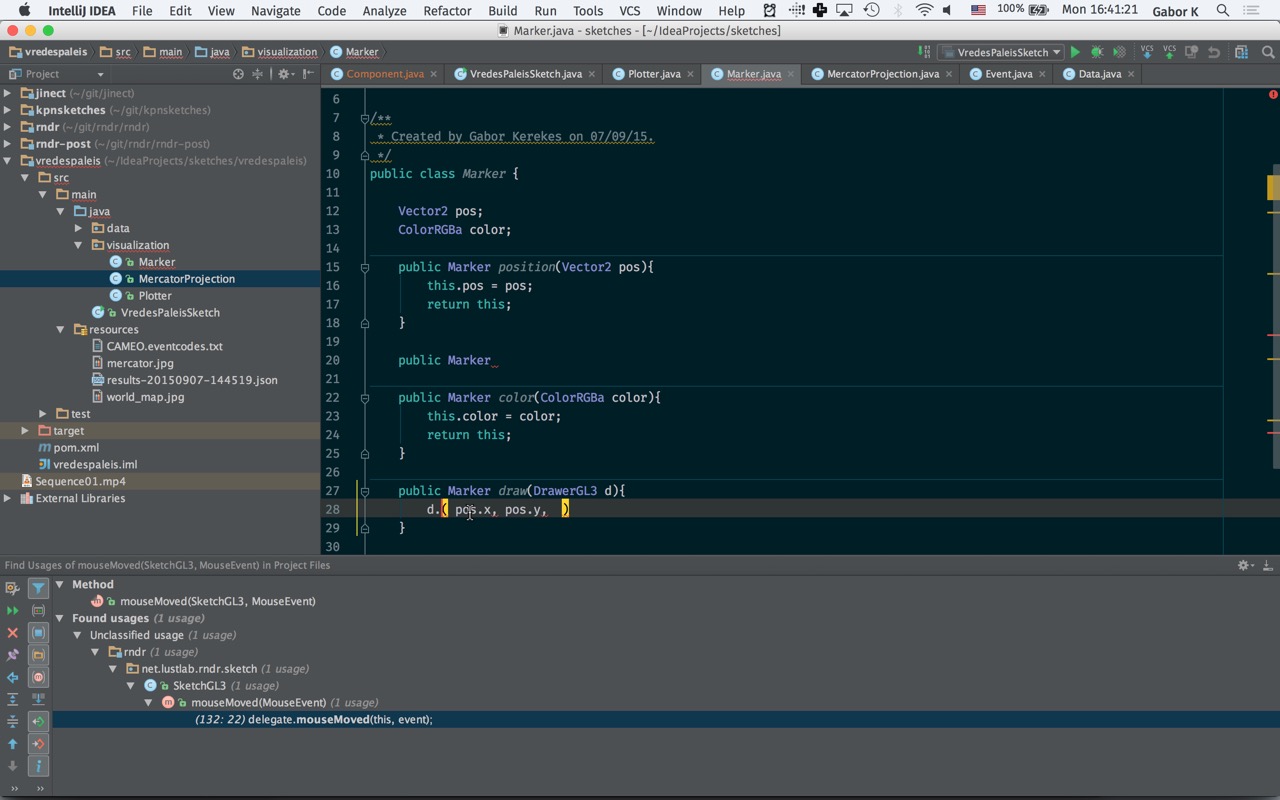 IntelliJ IDEA File Edit View Navigate Code Analyze Refactor Build Run Tools VCS Window Help 100% Mon 16:41:21 Gabor K
Marker.java - sketches - [~/IdeaProjects/sketches]
vredespaleis src main java visualization Marker VredesPaleisSketch VCS VCS
Project Component.java VredesPaleisSketch.java Plotter.java Marker.java MercatorProjection.java Event.java Data.java
jinect (~/git/jinect)
kpnsketches (~/git/kpnsketches)
rndr (~/git/rndr/rndr)
rndr-post (~/git/rndr/rndr-post)
vredespaleis (~/IdeaProjects/sketches/vredespaleis)
src
main
java
data
visualization
Marker
MercatorProjection
Plotter
VredesPaleisSketch
resources
CAMEO.eventcodes.txt
mercator.jpg
results-20150907-144519.json
world_map.jpg
test
target
pom.xml
vredespaleis.iml
Sequence01.mp4
External Libraries
6
7 /**
8 * Created by Gabor Kerekes on 07/09/15.
9 */
10 public class Marker {
11
12 Vector2 pos;
13 ColorRGBa color;
14
15 public Marker position(Vector2 pos){
16 this.pos = pos;
17 return this;
18 }
19
20 public Marker
21
22 public Marker color(ColorRGBa color){
23 this.color = color;
24 return this;
25 }
26
27 public Marker draw(DrawerGL3 d){
28 d.( pos.x, pos.y, )
29 }
30
Find Usages of mouseMoved(SketchGL3, MouseEvent) in Project Files
Method
mouseMoved(SketchGL3, MouseEvent)
Found usages (1 usage)
Unclassified usage (1 usage)
rndr (1 usage)
net.lustlab.rndr.sketch (1 usage)
SketchGL3 (1 usage)
mouseMoved(MouseEvent) (1 usage)
(132: 22) delegate.mouseMoved(this, event);